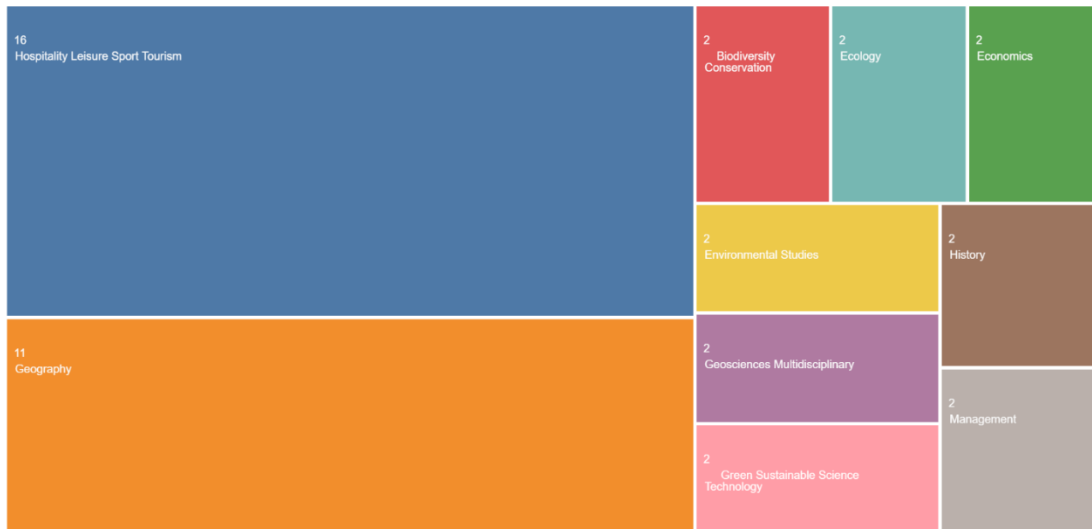 16
Hospitality Leisure Sport Tourism
11
Geography
2
Biodiversity
Conservation
2
Ecology
2
Economics
2
Environmental Studies
2
Geosciences Multidisciplinary
2
Green Sustainable Science
Technology
2
History
2
Management